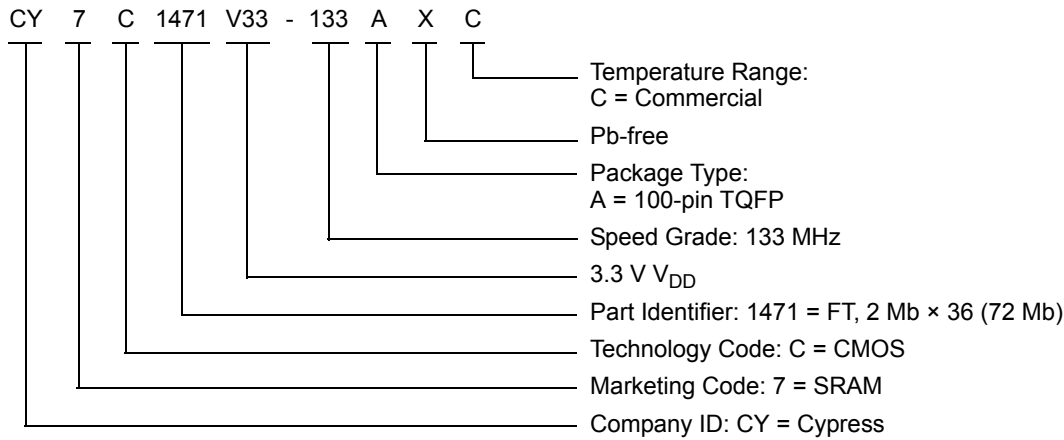 CY 7 C 1471 V33 - 133 A X C
Temperature Range:
C = Commercial
Pb-free
Package Type:
A = 100-pin TQFP
Speed Grade: 133 MHz
3.3 V VDD
Part Identifier: 1471 = FT, 2 Mb × 36 (72 Mb)
Technology Code: C = CMOS
Marketing Code: 7 = SRAM
Company ID: CY = Cypress